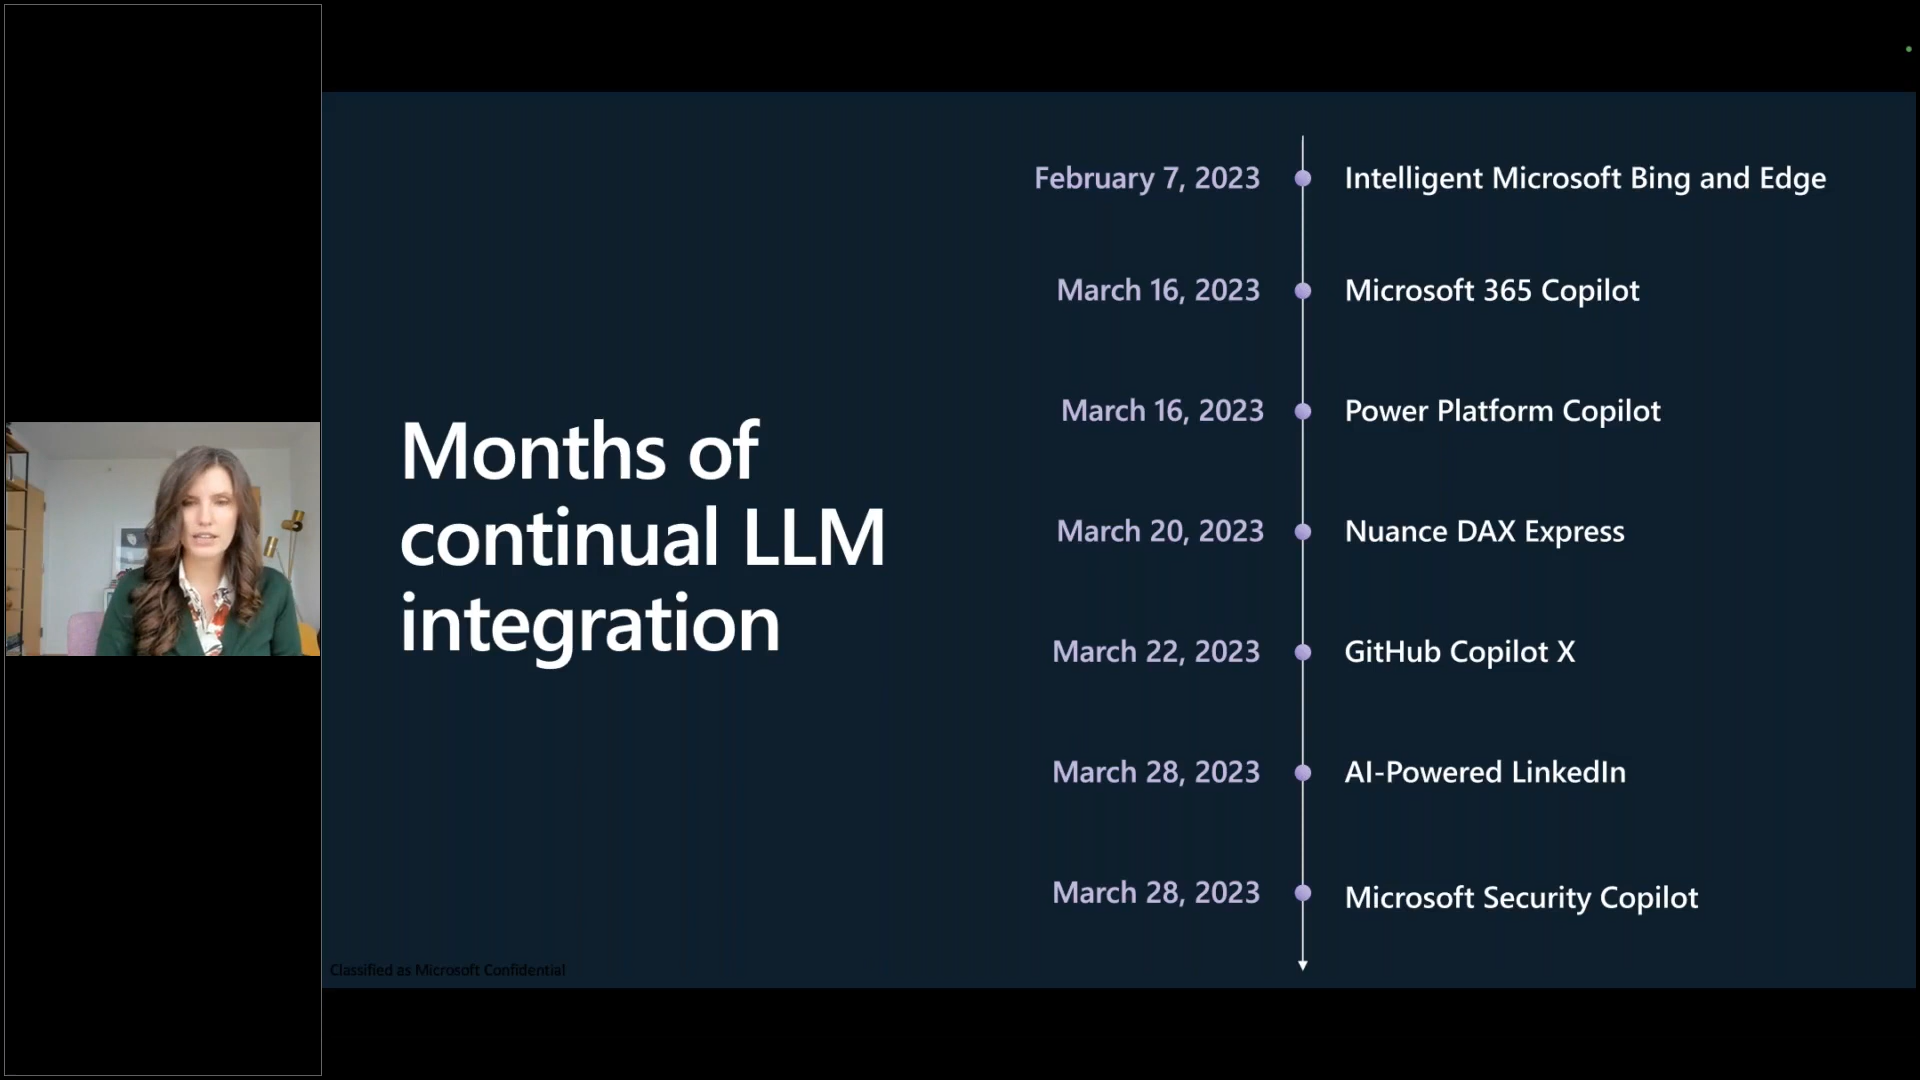 Months of
continual LLM
integration
February 7, 2023 Intelligent Microsoft Bing and Edge
March 16, 2023 Microsoft 365 Copilot
March 16, 2023 Power Platform Copilot
March 20, 2023 Nuance DAX Express
March 22, 2023 GitHub Copilot X
March 28, 2023 AI-Powered LinkedIn
March 28, 2023 Microsoft Security Copilot
Classified as Microsoft Confidential